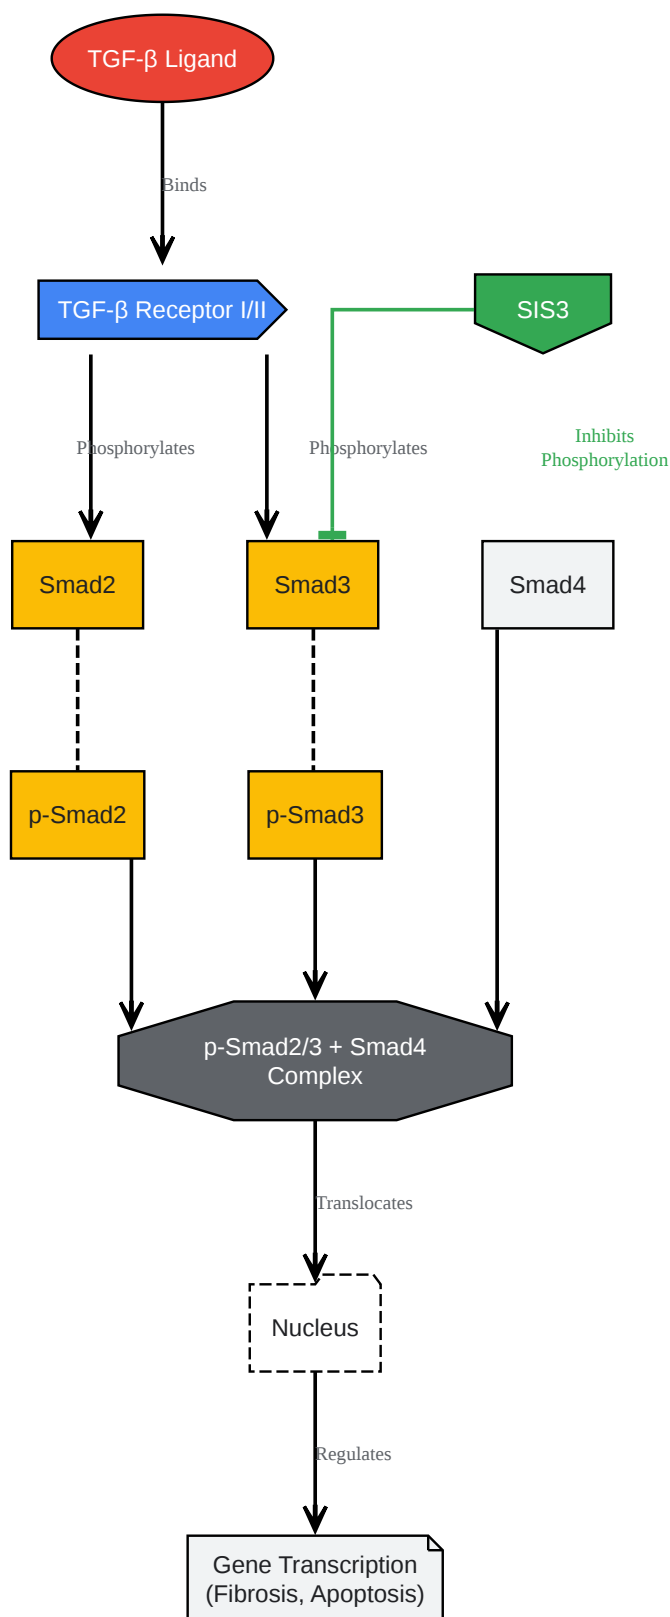 TGF-β Ligand
Binds
TGF-β Receptor I/II
SIS3
Phosphorylates
Phosphorylates
Inhibits
Phosphorylation
Smad2
Smad3
Smad4
p-Smad2
p-Smad3
p-Smad2/3 + Smad4
Complex
Translocates
Nucleus
Regulates
Gene Transcription
(Fibrosis, Apoptosis)